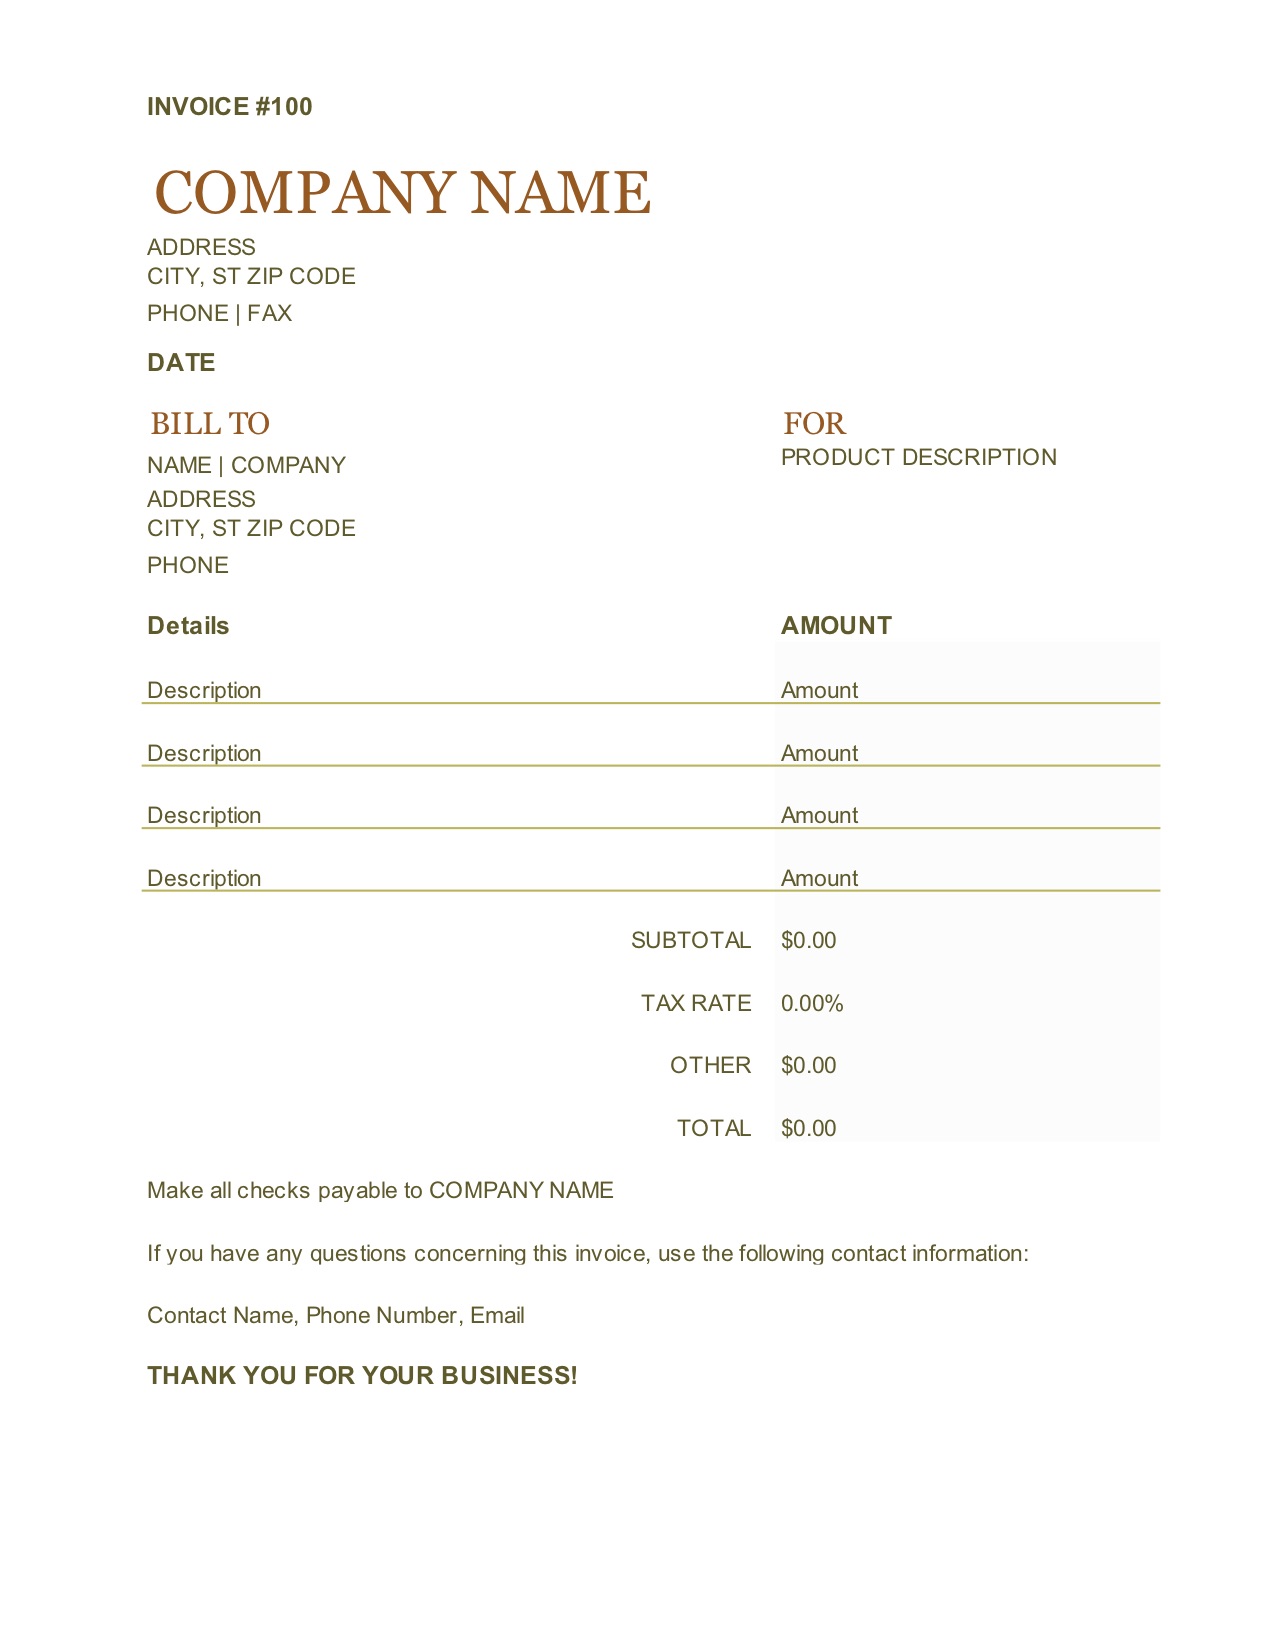 INVOICE #100
COMPANY NAME
ADDRESS
CITY, ST ZIP CODE
PHONE | FAX
DATE
BILL TO FOR
NAME | COMPANY PRODUCT DESCRIPTION
ADDRESS
CITY, ST ZIP CODE
PHONE
Details AMOUNT
Description Amount
Description Amount
Description Amount
Description Amount
SUBTOTAL $0.00
TAX RATE 0.00%
OTHER $0.00
TOTAL $0.00
Make all checks payable to COMPANY NAME
If you have any questions concerning this invoice, use the following contact information:
Contact Name, Phone Number, Email
THANK YOU FOR YOUR BUSINESS!